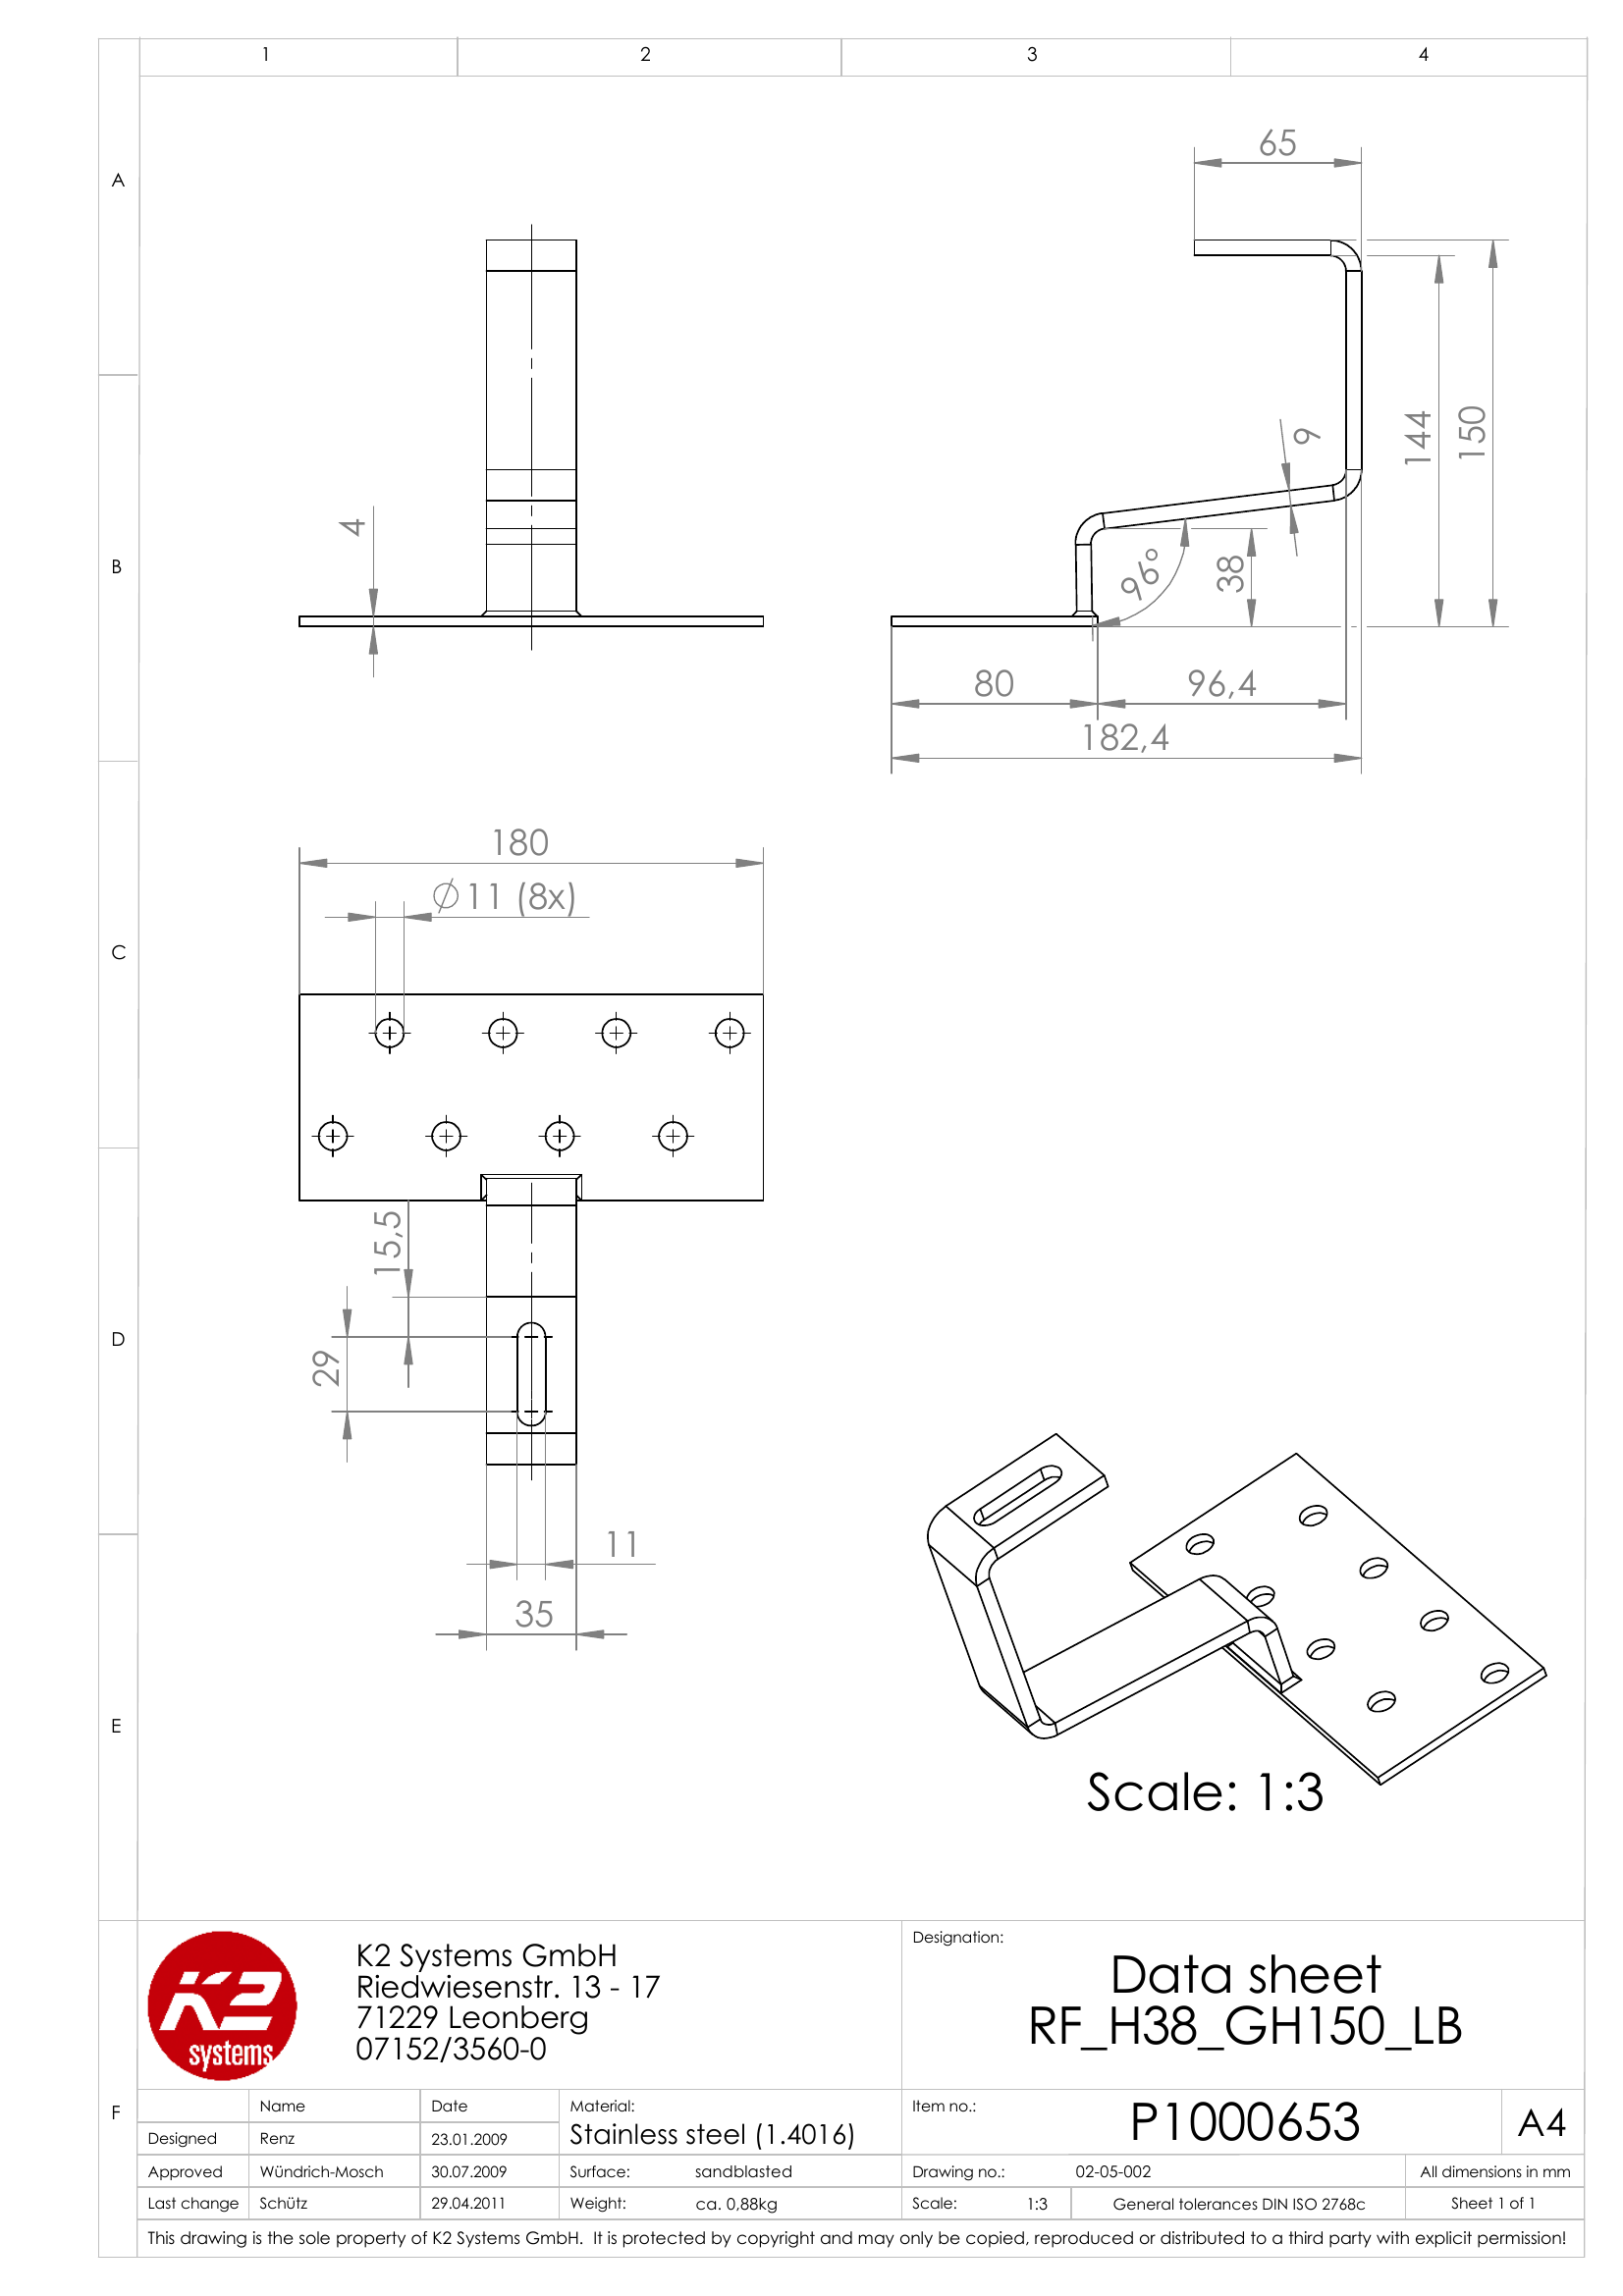 1 2 3 4
A
B
C
D
E
F
65
144
150
9
96°
38
4
80
96,4
182,4
180
∅11 (8x)
15,5
29
11
35
Scale: 1:3
K2 systems
K2 Systems GmbH
Riedwiesenstr. 13 - 17
71229 Leonberg
07152/3560-0
Designation:
Data sheet
RF_H38_GH150_LB
Name Date Material: Item no.:
Stainless steel (1.4016) P1000653 A4
Designed Renz 23.01.2009
Approved Wündrich-Mosch 30.07.2009 Surface: sandblasted Drawing no.: 02-05-002 All dimensions in mm
Last change Schütz 29.04.2011 Weight: ca. 0,88kg Scale: 1:3 General tolerances DIN ISO 2768c Sheet 1 of 1
This drawing is the sole property of K2 Systems GmbH. It is protected by copyright and may only be copied, reproduced or distributed to a third party with explicit permission!